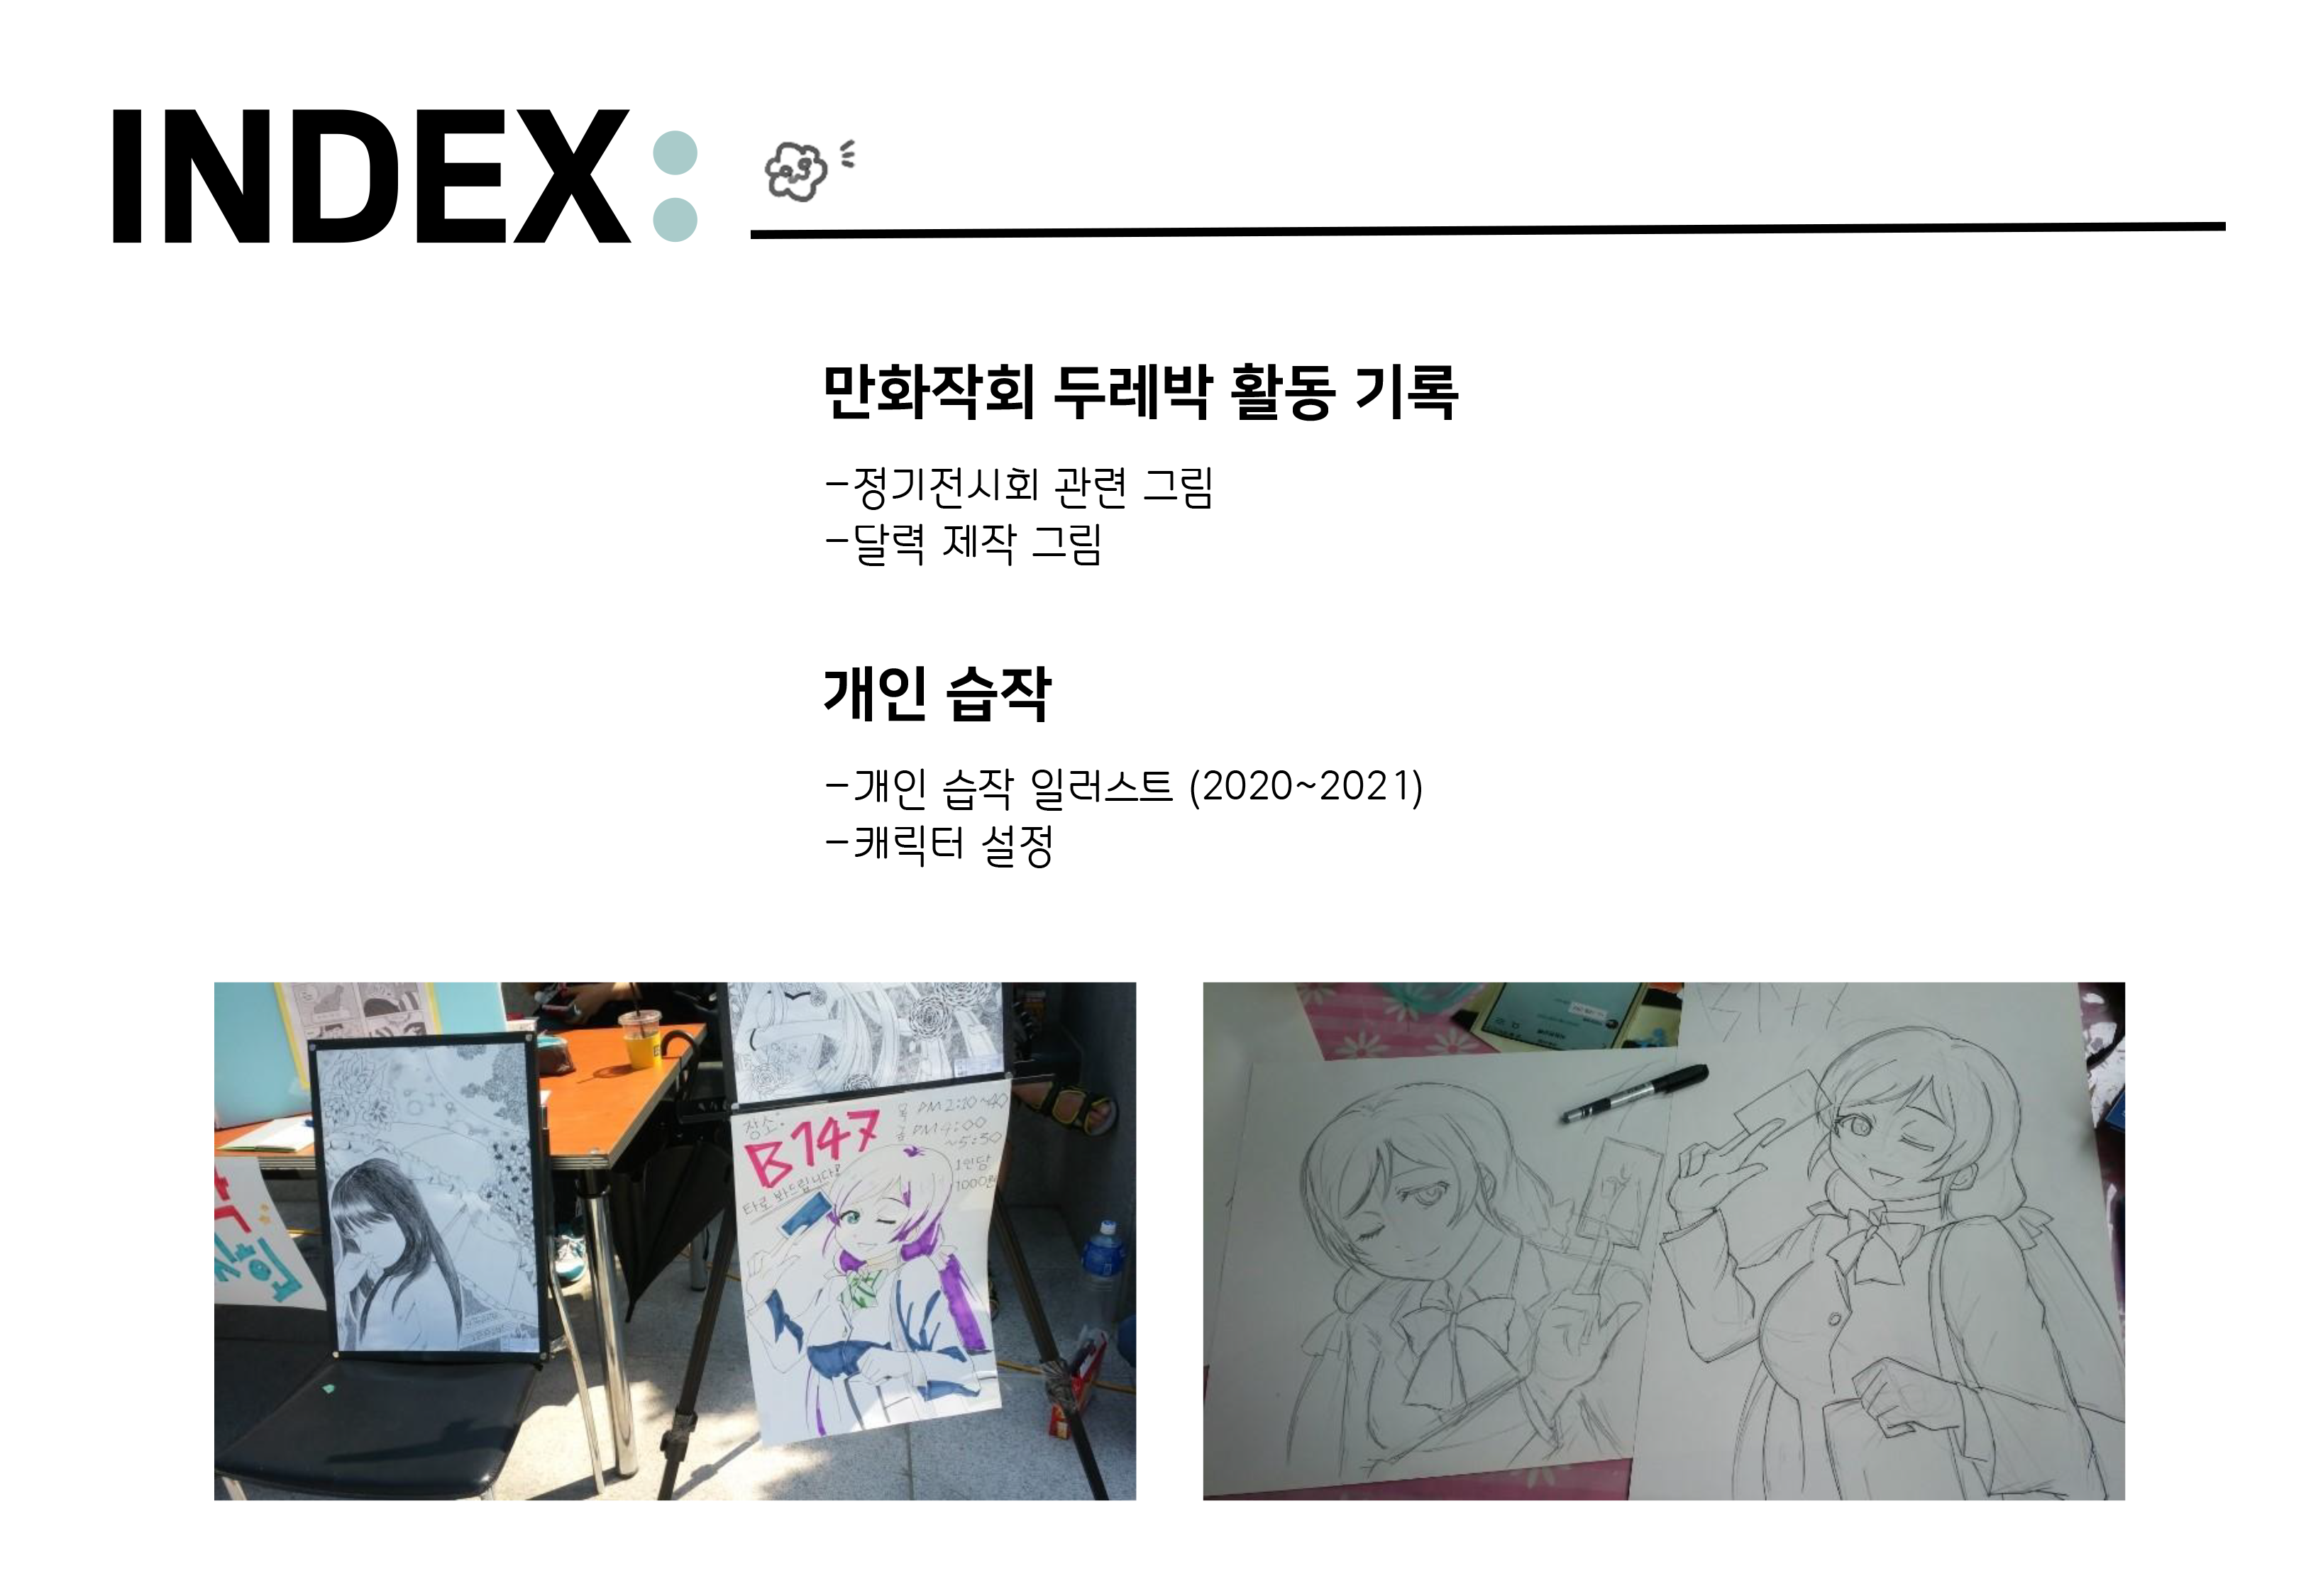 INDEX:
만화작회 두레박 활동 기록
-정기전시회 관련 그림
-달력 제작 그림
개인 습작
-개인 습작 일러스트 (2020~2021)
-캐릭터 설정
장소:
B147
목 PM 2:10~40
금 PM 4:00
~5:30
타로 봐드립니다!
1인당
1000원